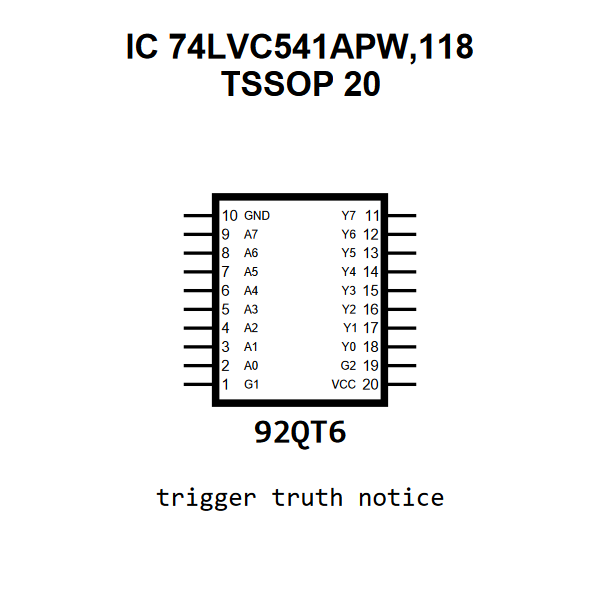 IC 74LVC541APW,118
TSSOP 20
10 GND Y7 11
9 A7 Y6 12
8 A6 Y5 13
7 A5 Y4 14
6 A4 Y3 15
5 A3 Y2 16
4 A2 Y1 17
3 A1 Y0 18
2 A0 G2 19
1 G1 VCC 20
92QT6
trigger truth notice